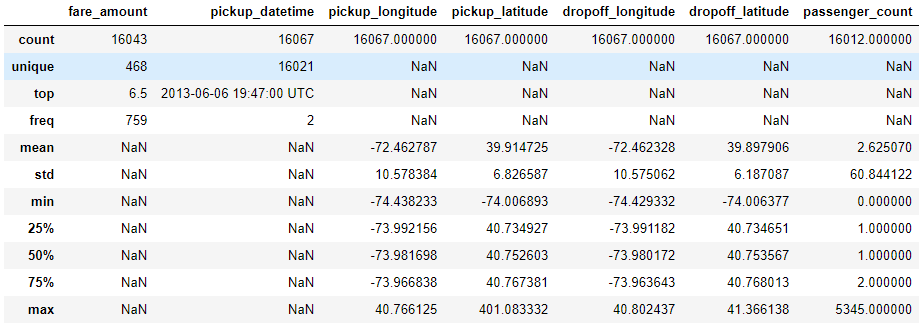 fare_amount pickup_datetime pickup_longitude pickup_latitude dropoff_longitude dropoff_latitude passenger_count
count 16043 16067 16067.000000 16067.000000 16067.000000 16067.000000 16012.000000
unique 468 16021 NaN NaN NaN NaN NaN
top 6.5 2013-06-06 19:47:00 UTC NaN NaN NaN NaN NaN
freq 759 2 NaN NaN NaN NaN NaN
mean NaN NaN -72.462787 39.914725 -72.462328 39.897906 2.625070
std NaN NaN 10.578384 6.826587 10.575062 6.187087 60.844122
min NaN NaN -74.438233 -74.006893 -74.429332 -74.006377 0.000000
25% NaN NaN -73.992156 40.734927 -73.991182 40.734651 1.000000
50% NaN NaN -73.981698 40.752603 -73.980172 40.753567 1.000000
75% NaN NaN -73.966838 40.767381 -73.963643 40.768013 2.000000
max NaN NaN 40.766125 401.083332 40.802437 41.366138 5345.000000